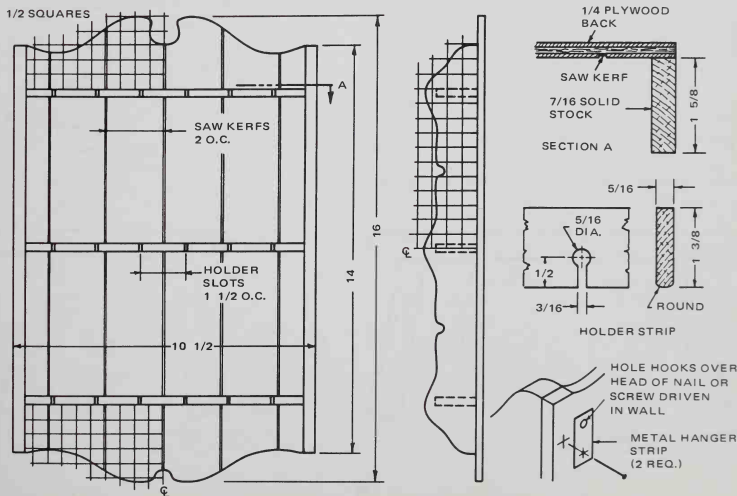 1/2 SQUARES
A
SAW KERFS
2 O.C.
HOLDER
SLOTS
1 1/2 O.C.
10 1/2
14
16
℄
℄
1/4 PLYWOOD
BACK
SAW KERF
7/16 SOLID
STOCK
1 5/8
SECTION A
5/16
5/16
DIA.
1/2
1 3/8
3/16
ROUND
HOLDER STRIP
HOLE HOOKS OVER
HEAD OF NAIL OR
SCREW DRIVEN
IN WALL
METAL HANGER
STRIP
(2 REQ.)